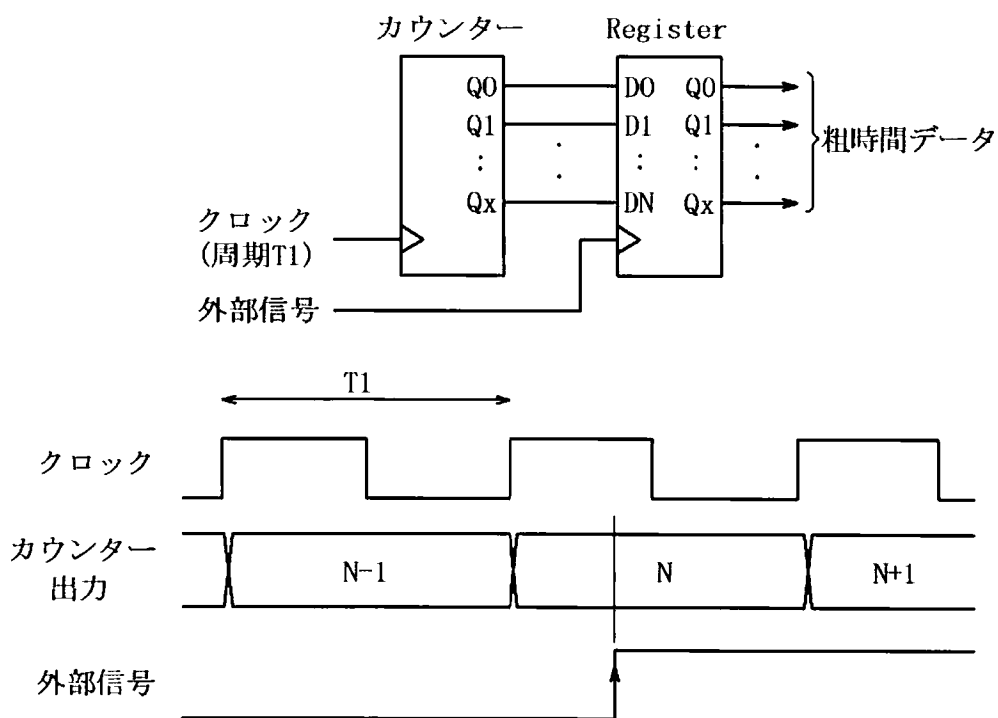 カウンター
Register
Q0
Q1
Qx
D0
D1
DN
Q0
Q1
Qx
粗時間データ
クロック
(周期T1)
外部信号
T1
クロック
カウンター
出力
N-1
N
N+1
外部信号